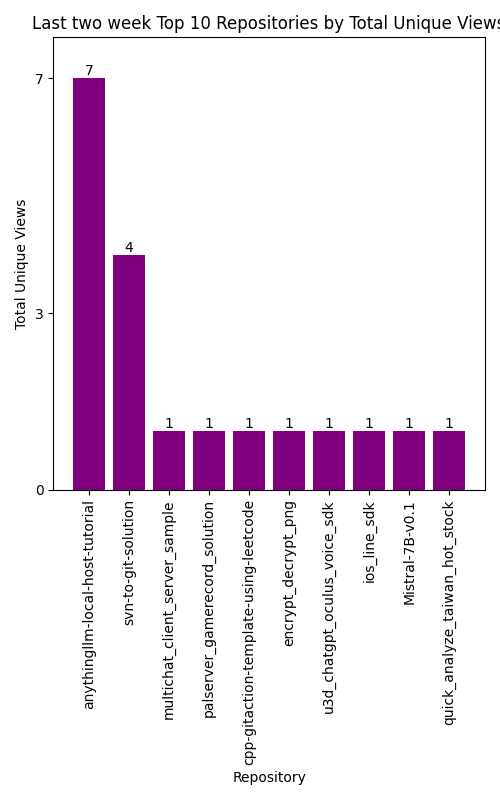 Last two week Top 10 Repositories by Total Unique Views
7
4
1
1
1
1
1
1
1
1
7
3
0
Total Unique Views
anythingllm-local-host-tutorial
svn-to-git-solution
multichat_client_server_sample
palserver_gamerecord_solution
cpp-gitaction-template-using-leetcode
encrypt_decrypt_png
u3d_chatgpt_oculus_voice_sdk
ios_line_sdk
Mistral-7B-v0.1
quick_analyze_taiwan_hot_stock
Repository